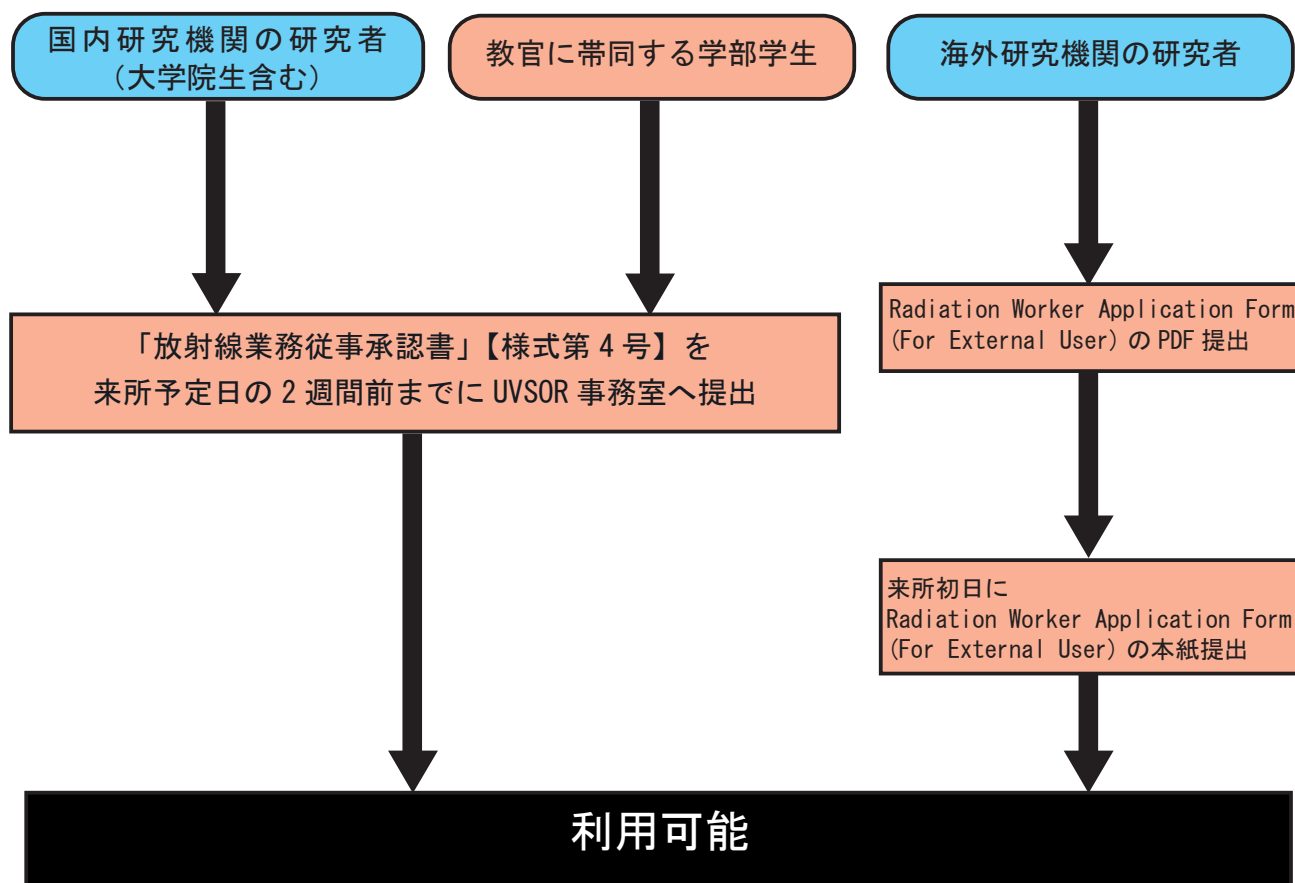 国内研究機関の研究者
(大学院生含む)
教官に帯同する学部学生
海外研究機関の研究者
「放射線業務従事承認書」【様式第 4 号】を
来所予定日の 2 週間前までに UVSOR 事務室へ提出
Radiation Worker Application Form
(For External User) の PDF 提出
来所初日に
Radiation Worker Application Form
(For External User) の本紙提出
利用可能